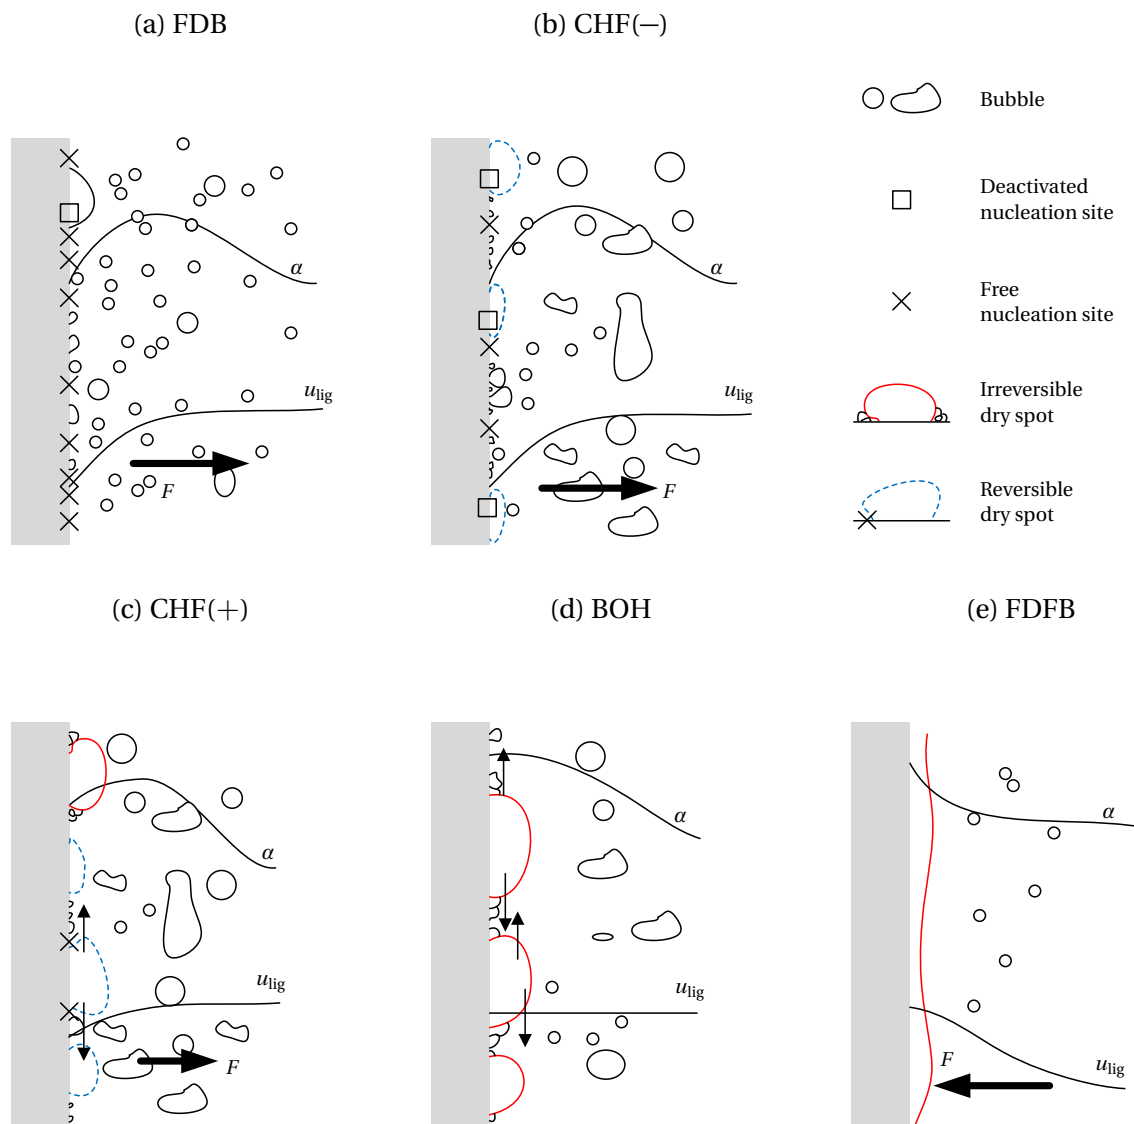 (a) FDB
(b) CHF(−)
Bubble
Deactivated
nucleation site
Free
nucleation site
Irreversible
dry spot
Reversible
dry spot
α
u_lig
F
α
u_lig
F
(c) CHF(+)
(d) BOH
(e) FDFB
α
u_lig
F
α
u_lig
α
F
u_lig